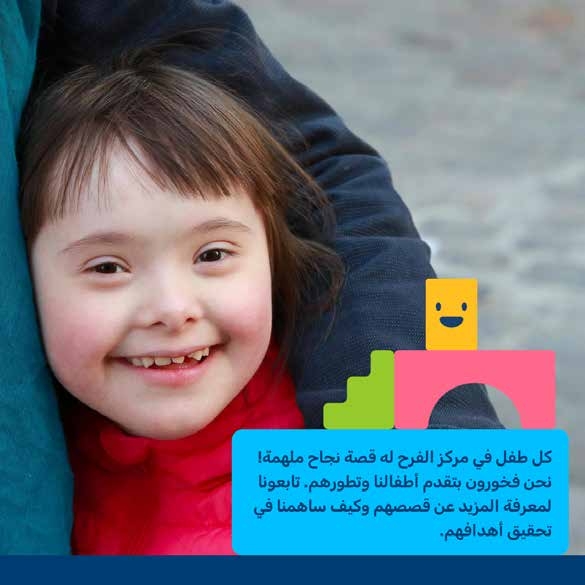 كل طفل في مركز الفرح له قصة نجاح ملهمة!
نحن فخورون بتقدم أطفالنا وتطورهم. تابعونا
لمعرفة المزيد عن قصصهم وكيف ساهمنا في
تحقيق أهدافهم.